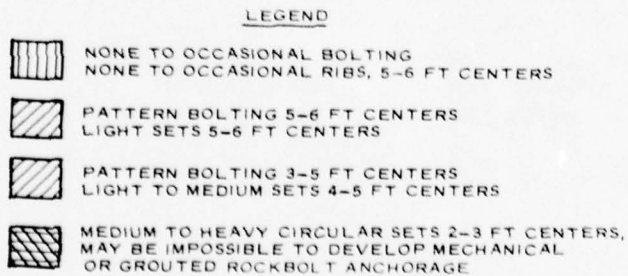 LEGEND
NONE TO OCCASIONAL BOLTING
NONE TO OCCASIONAL RIBS, 5-6 FT CENTERS
PATTERN BOLTING 5-6 FT CENTERS
LIGHT SETS 5-6 FT CENTERS
PATTERN BOLTING 3-5 FT CENTERS
LIGHT TO MEDIUM SETS 4-5 FT CENTERS
MEDIUM TO HEAVY CIRCULAR SETS 2-3 FT CENTERS,
MAY BE IMPOSSIBLE TO DEVELOP MECHANICAL
OR GROUTED ROCKBOLT ANCHORAGE